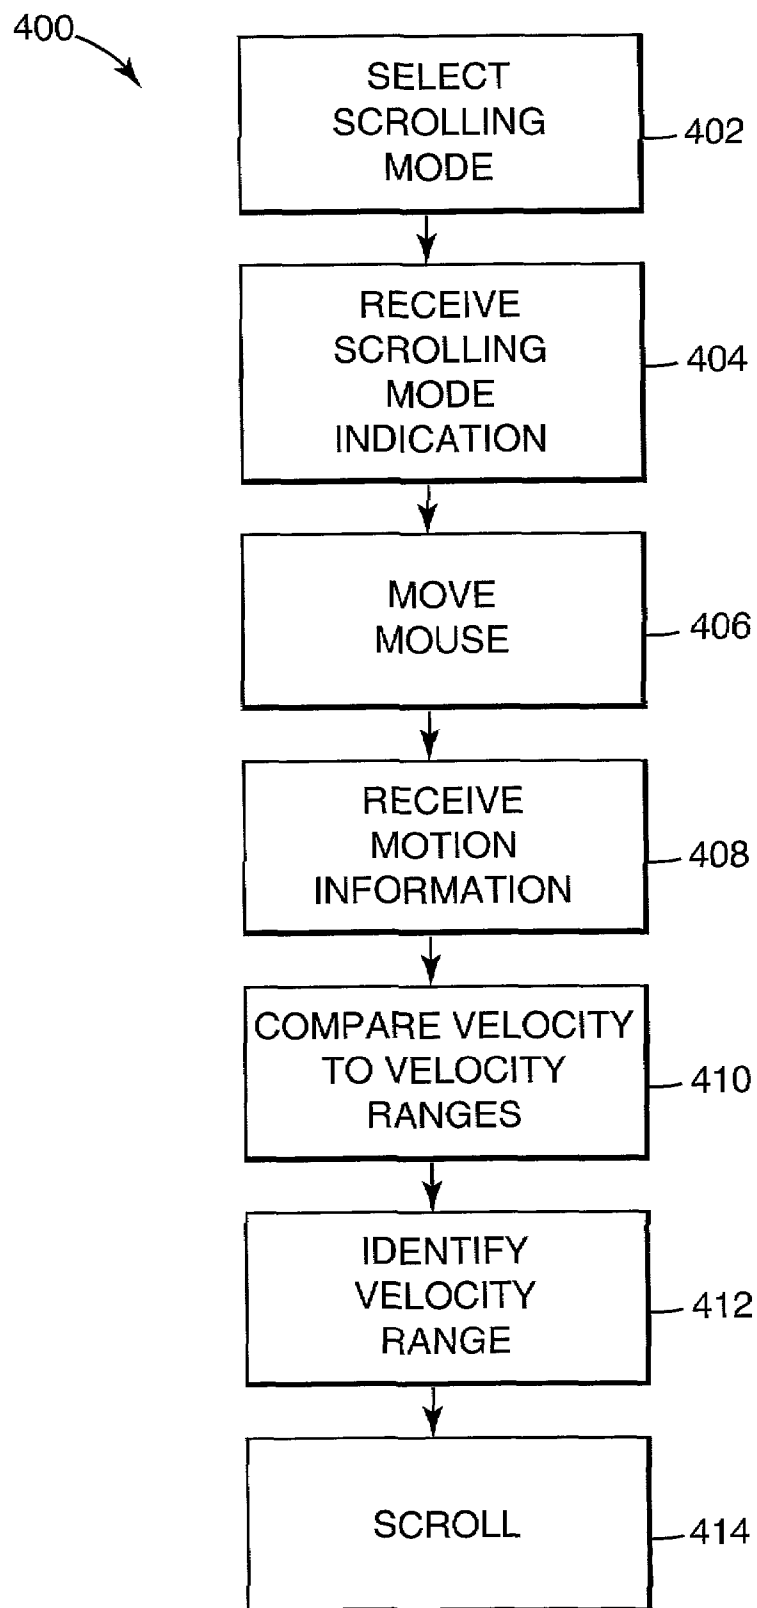 400
SELECT
SCROLLING
MODE
402
RECEIVE
SCROLLING
MODE
INDICATION
404
MOVE
MOUSE
406
RECEIVE
MOTION
INFORMATION
408
COMPARE VELOCITY
TO VELOCITY
RANGES
410
IDENTIFY
VELOCITY
RANGE
412
SCROLL
414